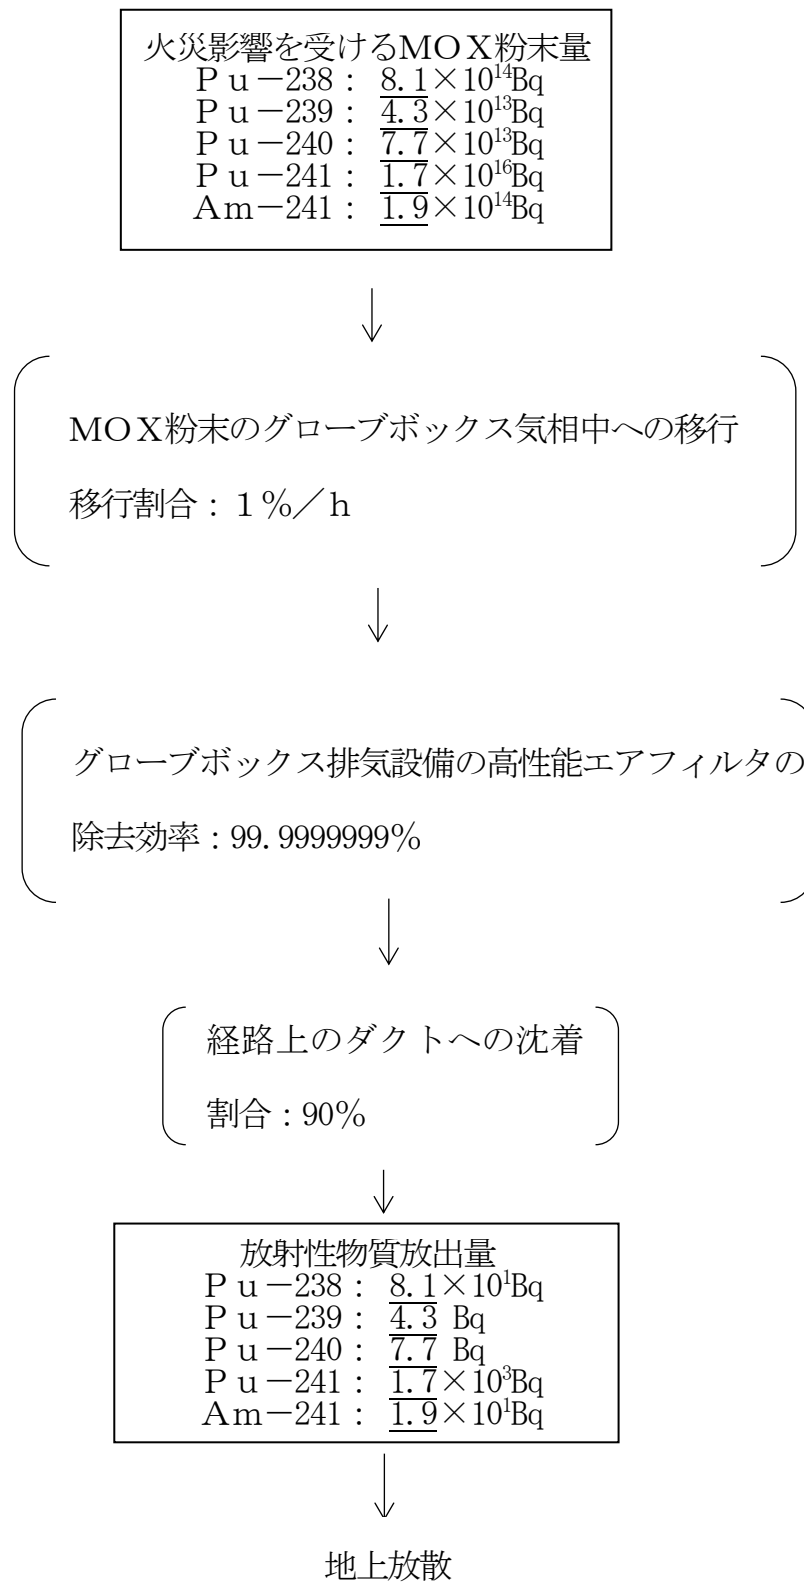 火災影響を受けるMOX粉末量
Pu-238: 8.1×10¹⁴Bq
Pu-239: 4.3×10¹³Bq
Pu-240: 7.7×10¹³Bq
Pu-241: 1.7×10¹⁶Bq
Am-241: 1.9×10¹⁴Bq
MOX粉末のグローブボックス気相中への移行
移行割合:1%/h
グローブボックス排気設備の高性能エアフィルタの
除去効率:99.9999999%
経路上のダクトへの沈着
割合:90%
放射性物質放出量
Pu-238: 8.1×10¹Bq
Pu-239: 4.3 Bq
Pu-240: 7.7 Bq
Pu-241: 1.7×10³Bq
Am-241: 1.9×10¹Bq
地上放散